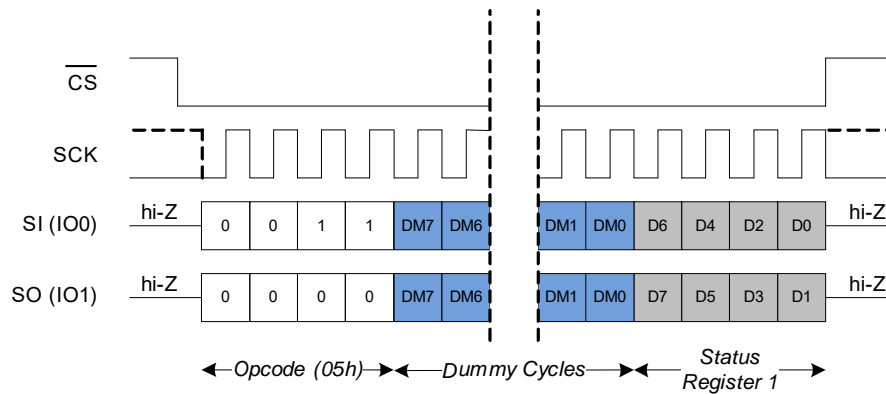 CS
SCK
SI (IO0) hi-Z 0 0 1 1 DM7 DM6 DM1 DM0 D6 D4 D2 D0 hi-Z
SO (IO1) hi-Z 0 0 0 0 DM7 DM6 DM1 DM0 D7 D5 D3 D1 hi-Z
Opcode (05h) Dummy Cycles Status
Register 1